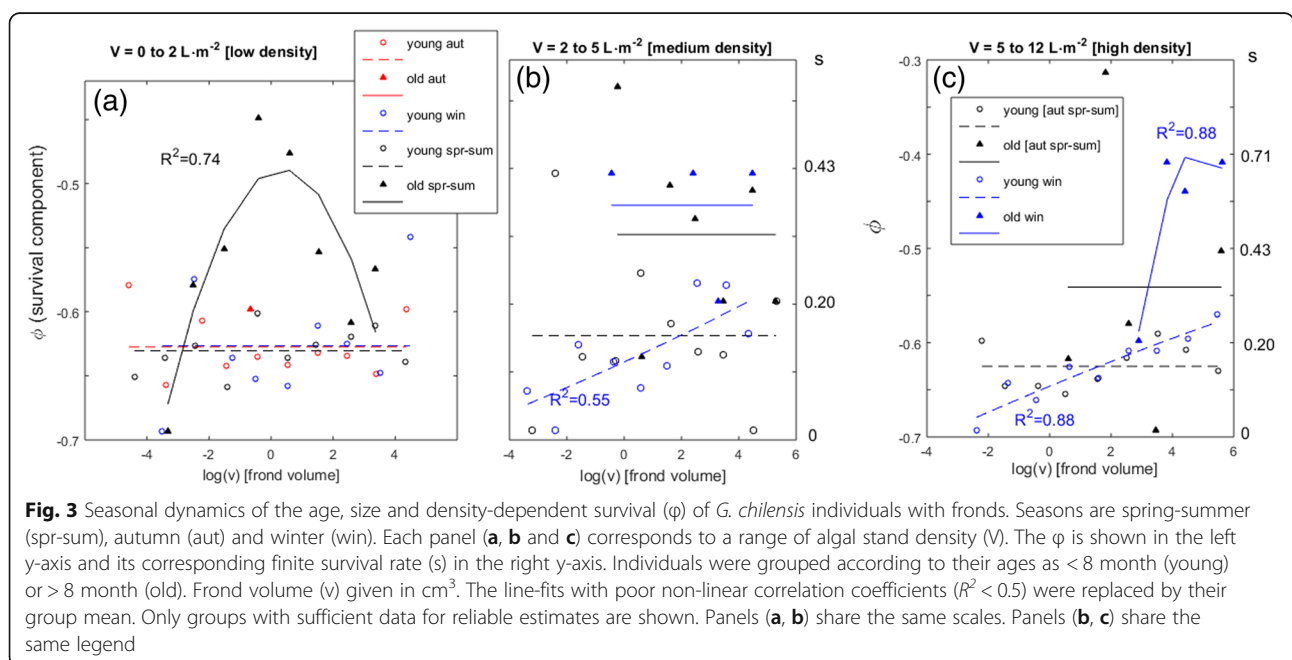 V = 0 to 2 L·m⁻² [low density]
(a)
R²=0.74
-0.5
-0.6
-0.7
ϕ (survival component)
-4 -2 0 2 4
log(v) [frond volume]
young aut
old aut
young win
young spr-sum
old spr-sum
V = 2 to 5 L·m⁻² [medium density]
s
(b)
0.43
0.20
0
R²=0.55
-4 -2 0 2 4 6
log(v) [frond volume]
V = 5 to 12 L·m⁻² [high density]
s
(c)
-0.3
-0.4
-0.5
-0.6
-0.7
ϕ
young [aut spr-sum]
old [aut spr-sum]
young win
old win
R²=0.88
R²=0.88
0.71
0.43
0.20
0
-4 -2 0 2 4 6
log(v) [frond volume]
Fig. 3 Seasonal dynamics of the age, size and density-dependent survival (φ) of G. chilensis individuals with fronds. Seasons are spring-summer
(spr-sum), autumn (aut) and winter (win). Each panel (a, b and c) corresponds to a range of algal stand density (V). The φ is shown in the left
y-axis and its corresponding finite survival rate (s) in the right y-axis. Individuals were grouped according to their ages as < 8 month (young)
or > 8 month (old). Frond volume (v) given in cm³. The line-fits with poor non-linear correlation coefficients (R² < 0.5) were replaced by their
group mean. Only groups with sufficient data for reliable estimates are shown. Panels (a, b) share the same scales. Panels (b, c) share the
same legend